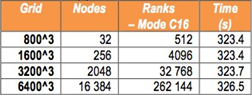 Grid Nodes Ranks – Mode C16 Time (s)
800^3 32 512 323.4
1600^3 256 4096 323.4
3200^3 2048 32 768 323.7
6400^3 16 384 262 144 326.5